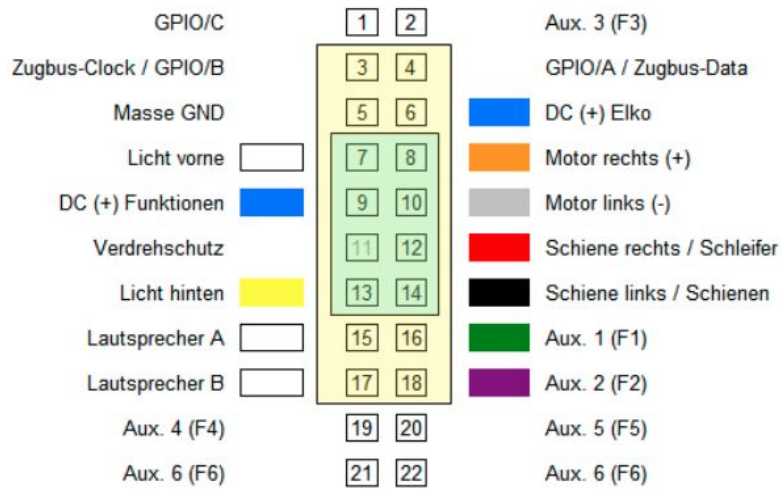 GPIO/C 1 2 Aux. 3 (F3)
Zugbus-Clock / GPIO/B 3 4 GPIO/A / Zugbus-Data
Masse GND 5 6 DC (+) Elko
Licht vorne 7 8 Motor rechts (+)
DC (+) Funktionen 9 10 Motor links (-)
Verdrehschutz 11 12 Schiene rechts / Schleifer
Licht hinten 13 14 Schiene links / Schienen
Lautsprecher A 15 16 Aux. 1 (F1)
Lautsprecher B 17 18 Aux. 2 (F2)
Aux. 4 (F4) 19 20 Aux. 5 (F5)
Aux. 6 (F6) 21 22 Aux. 6 (F6)